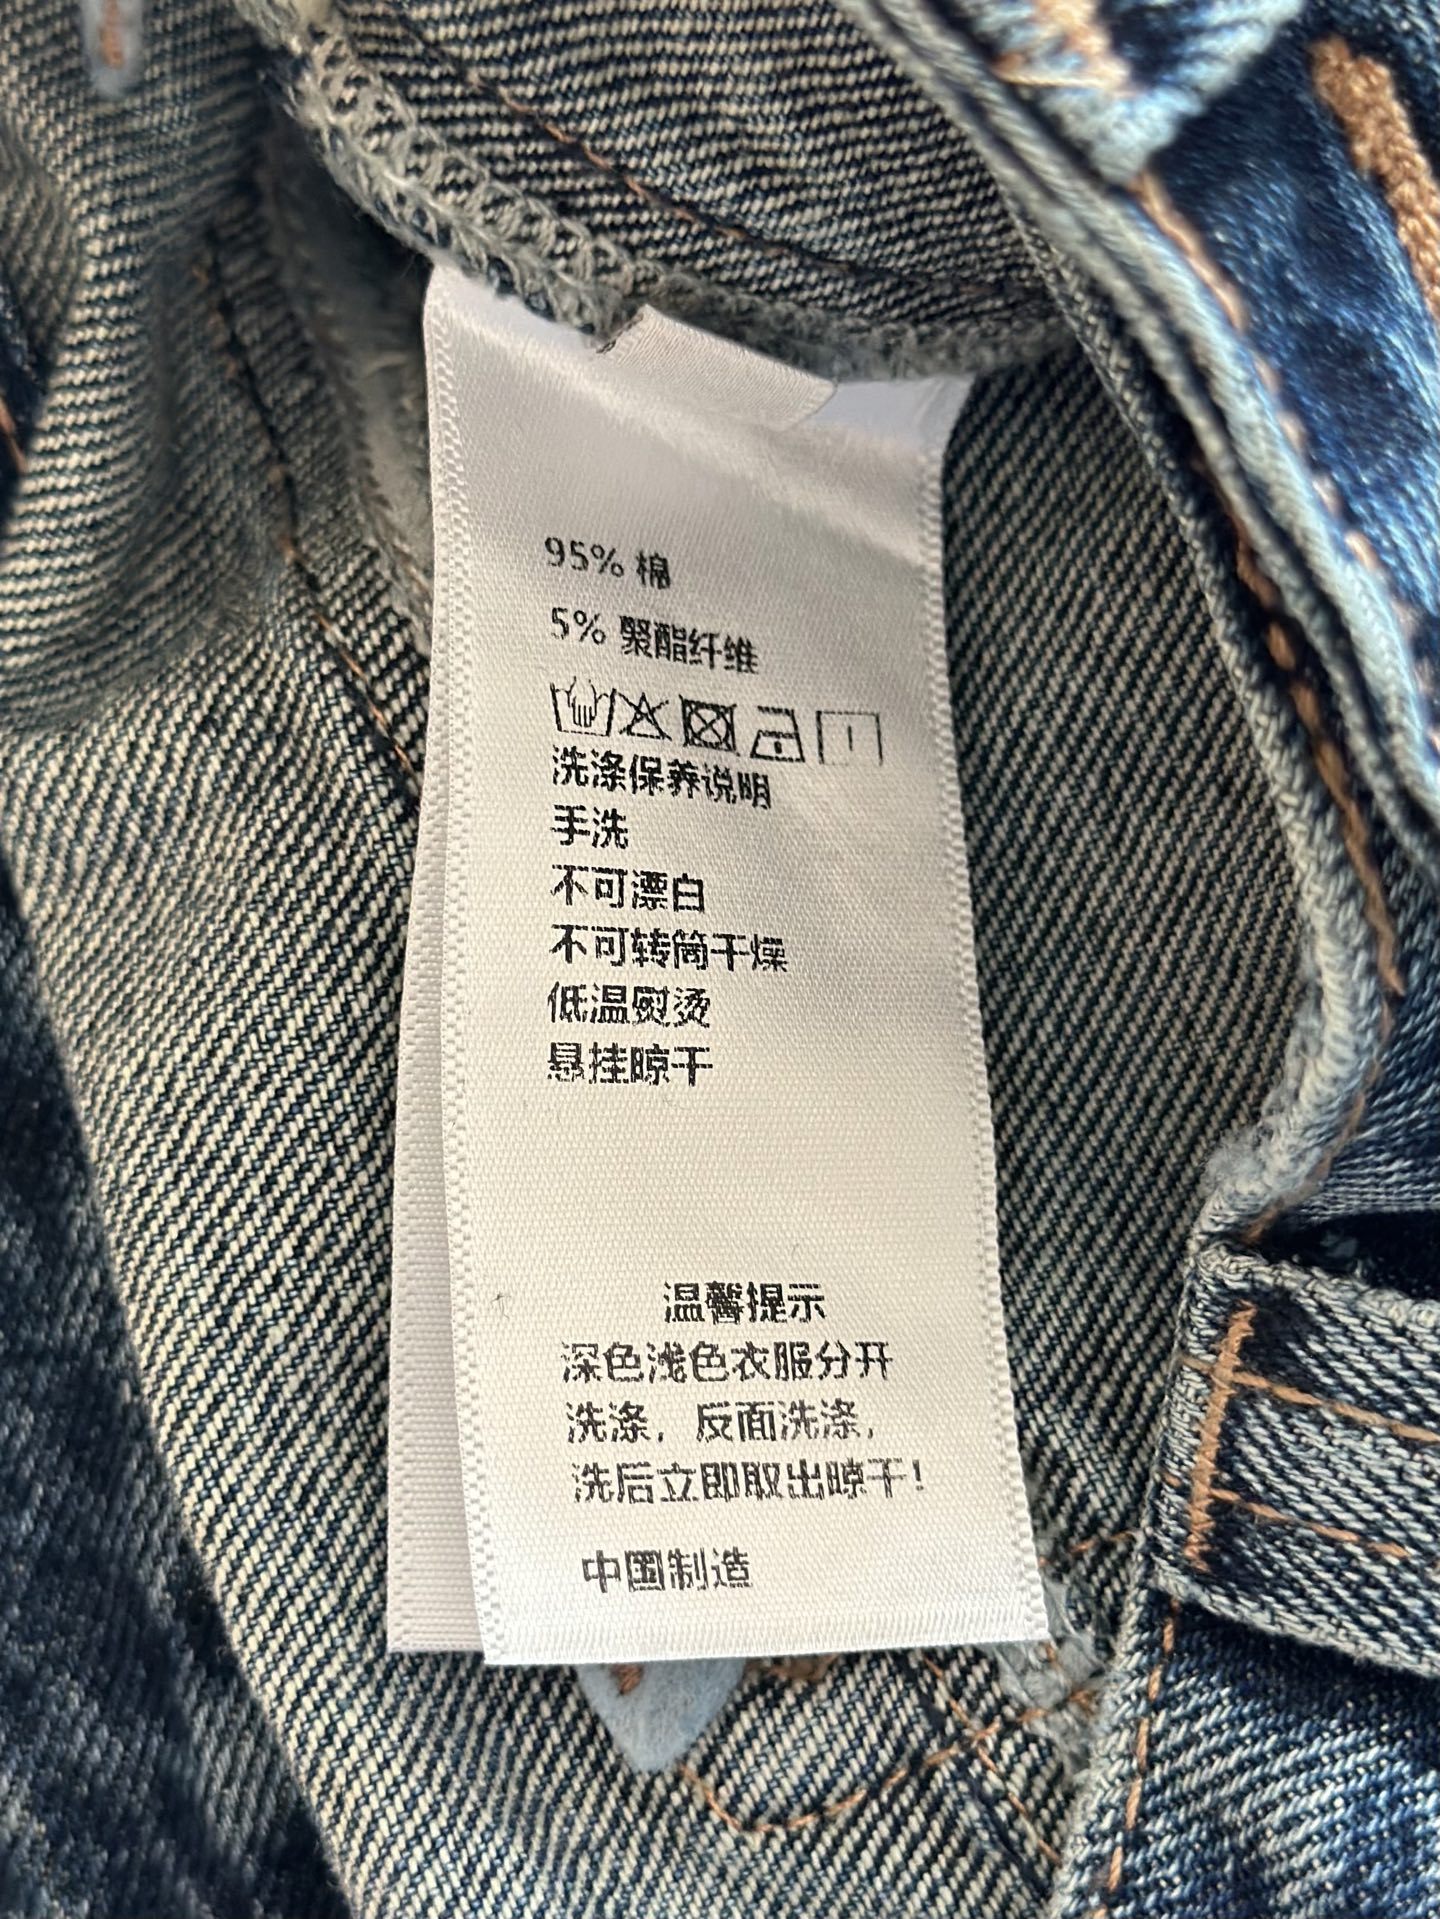 95% 棉
5% 聚酯纤维
洗涤保养说明
手洗
不可漂白
不可转筒干燥
低温熨烫
悬挂晾干
温馨提示
深色浅色衣服分开
洗涤，反面洗涤，
洗后立即取出晾干！
中国制造